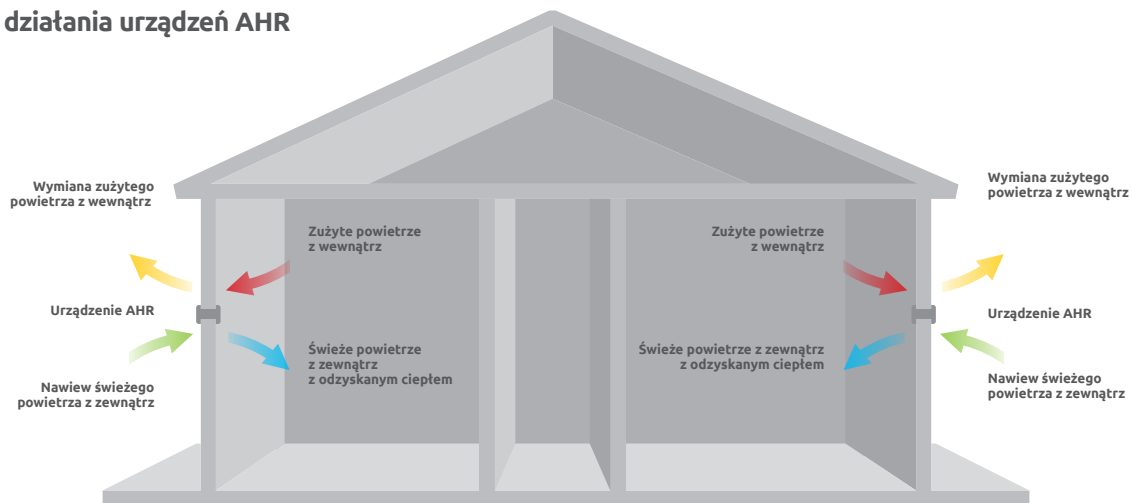 działania urządzeń AHR
Wymiana zużytego
powietrza z wewnątrz
Zużyte powietrze
z wewnątrz
Urządzenie AHR
Świeże powietrze
z zewnątrz
z odzyskanym ciepłem
Nawiew świeżego
powietrza z zewnątrz
Zużyte powietrze
z wewnątrz
Wymiana zużytego
powietrza z wewnątrz
Urządzenie AHR
Świeże powietrze z zewnątrz
z odzyskanym ciepłem
Nawiew świeżego
powietrza z zewnątrz